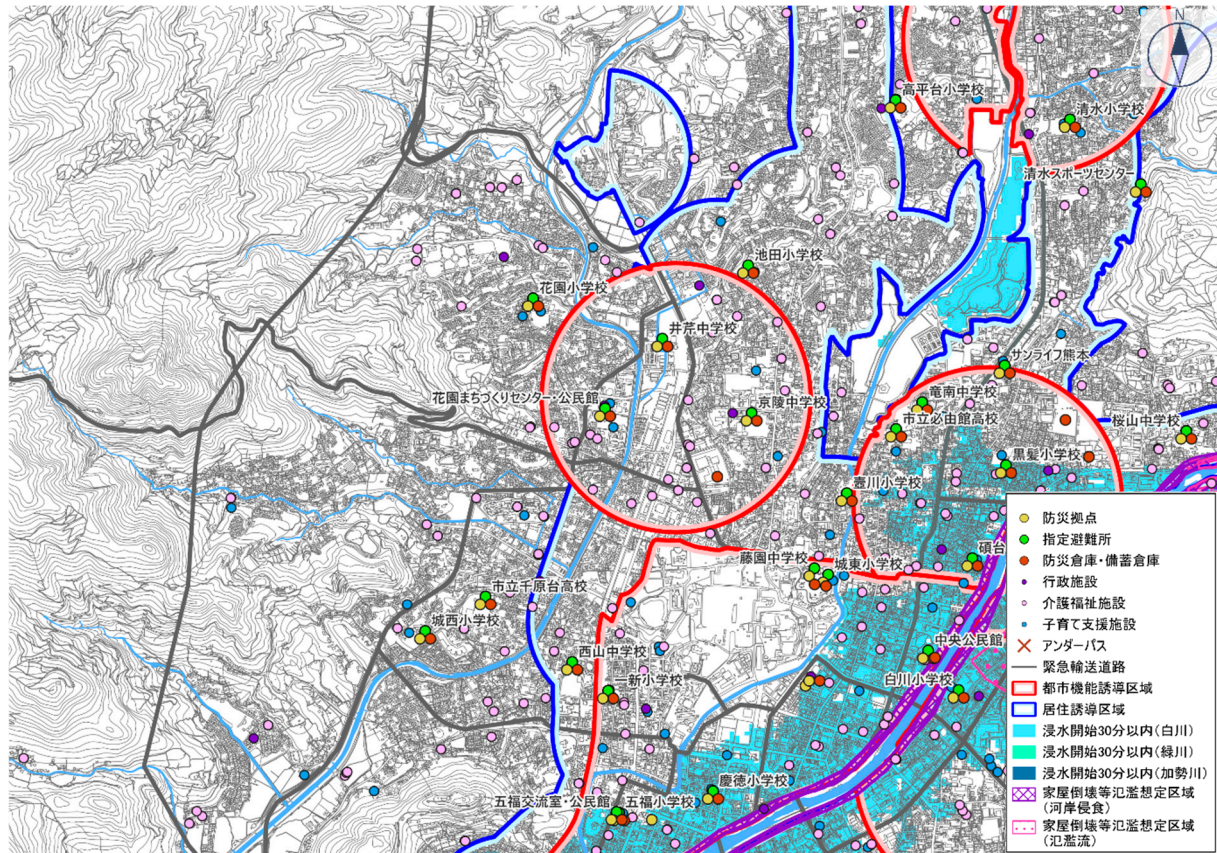 N
高平台小学校
清水小学校
清水スポーツセンター
池田小学校
花園小学校
井芹中学校
サンライフ熊本
花園まちづくりセンター・公民館
京陵中学校
竜南中学校
市立必由館高校
桜山中学校
黒髪小学校
壺川小学校
藤園中学校
城東小学校
碩台
市立千原台高校
城西小学校
中央公民館
西山中学校
一新小学校
白川小学校
慶徳小学校
五福交流室・公民館
五福小学校
防災拠点
指定避難所
防災倉庫・備蓄倉庫
行政施設
介護福祉施設
子育て支援施設
アンダーパス
緊急輸送道路
都市機能誘導区域
居住誘導区域
浸水開始30分以内(白川)
浸水開始30分以内(緑川)
浸水開始30分以内(加勢川)
家屋倒壊等氾濫想定区域
(河岸侵食)
家屋倒壊等氾濫想定区域
(氾濫流)